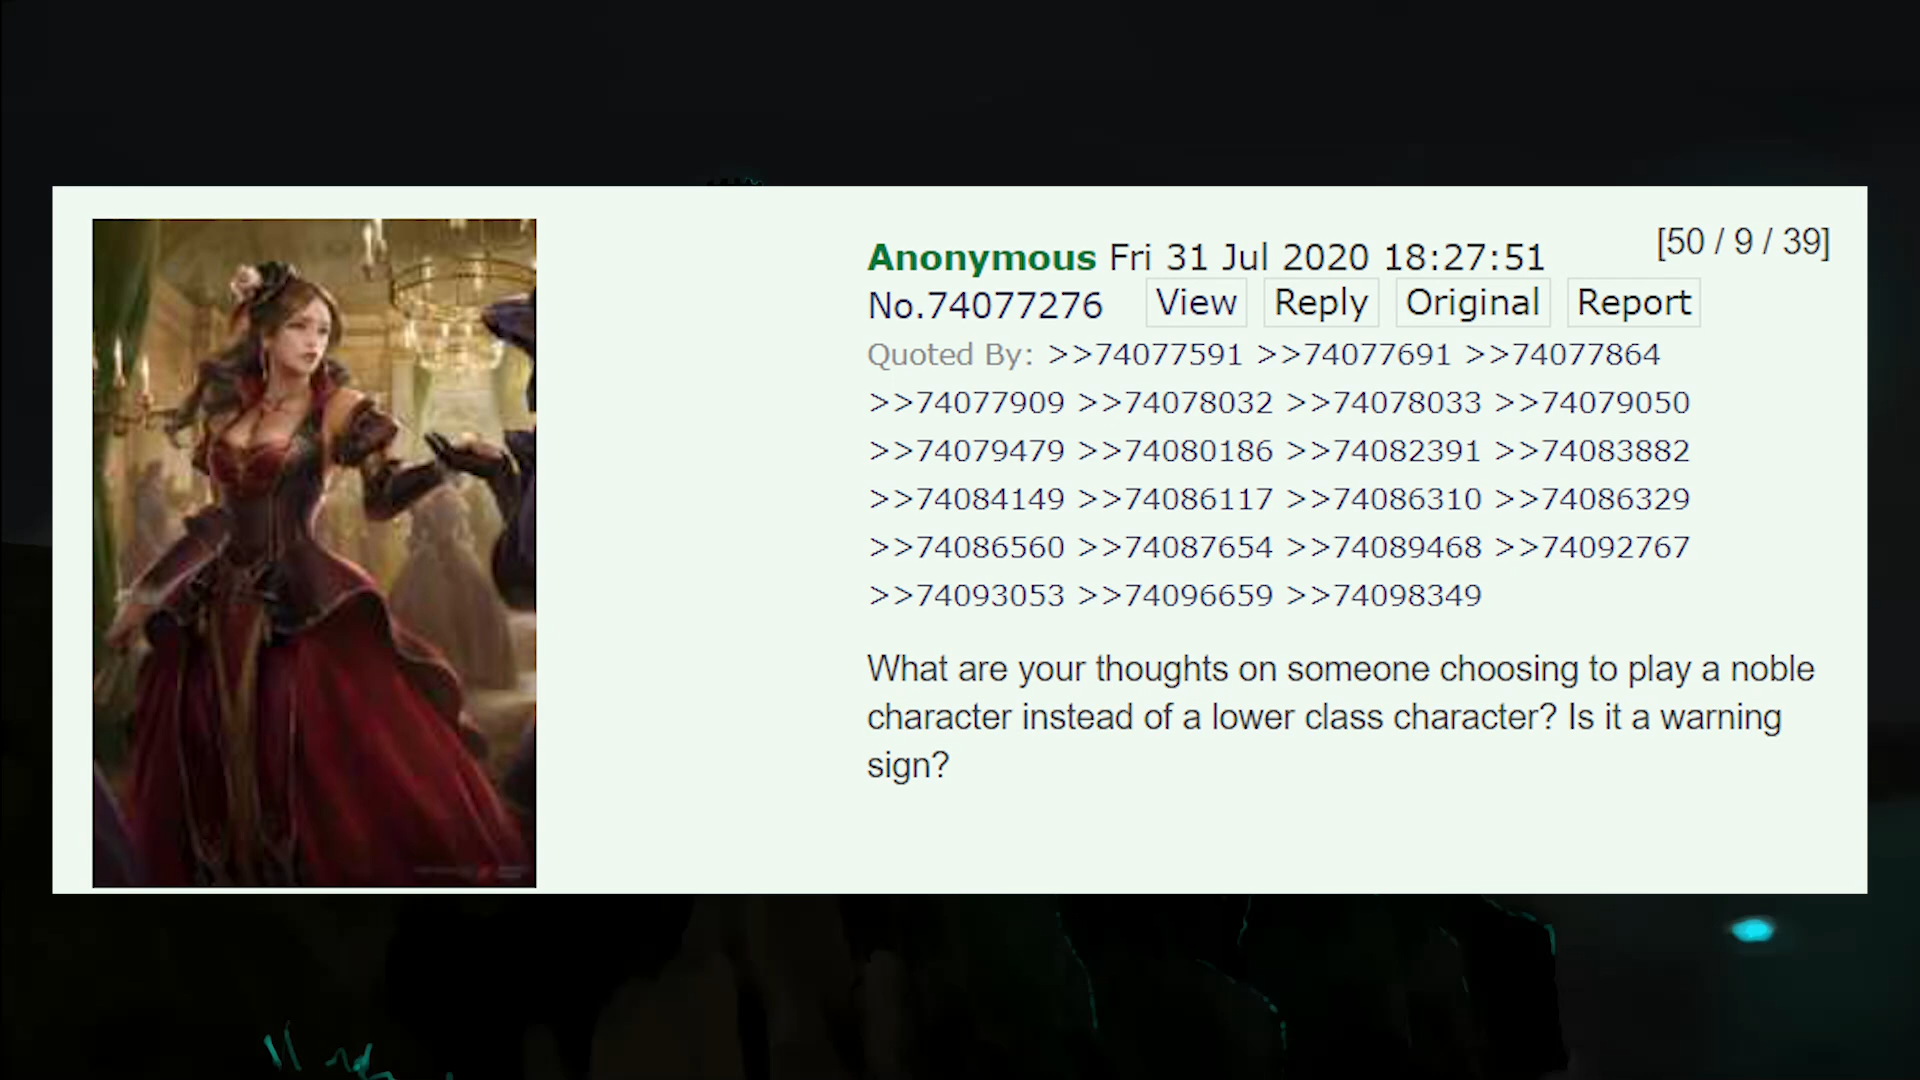 [50 / 9 / 39]
Anonymous Fri 31 Jul 2020 18:27:51
No.74077276 View Reply Original Report
Quoted By: >>74077591 >>74077691 >>74077864
>>74077909 >>74078032 >>74078033 >>74079050
>>74079479 >>74080186 >>74082391 >>74083882
>>74084149 >>74086117 >>74086310 >>74086329
>>74086560 >>74087654 >>74089468 >>74092767
>>74093053 >>74096659 >>74098349
What are your thoughts on someone choosing to play a noble
character instead of a lower class character? Is it a warning
sign?